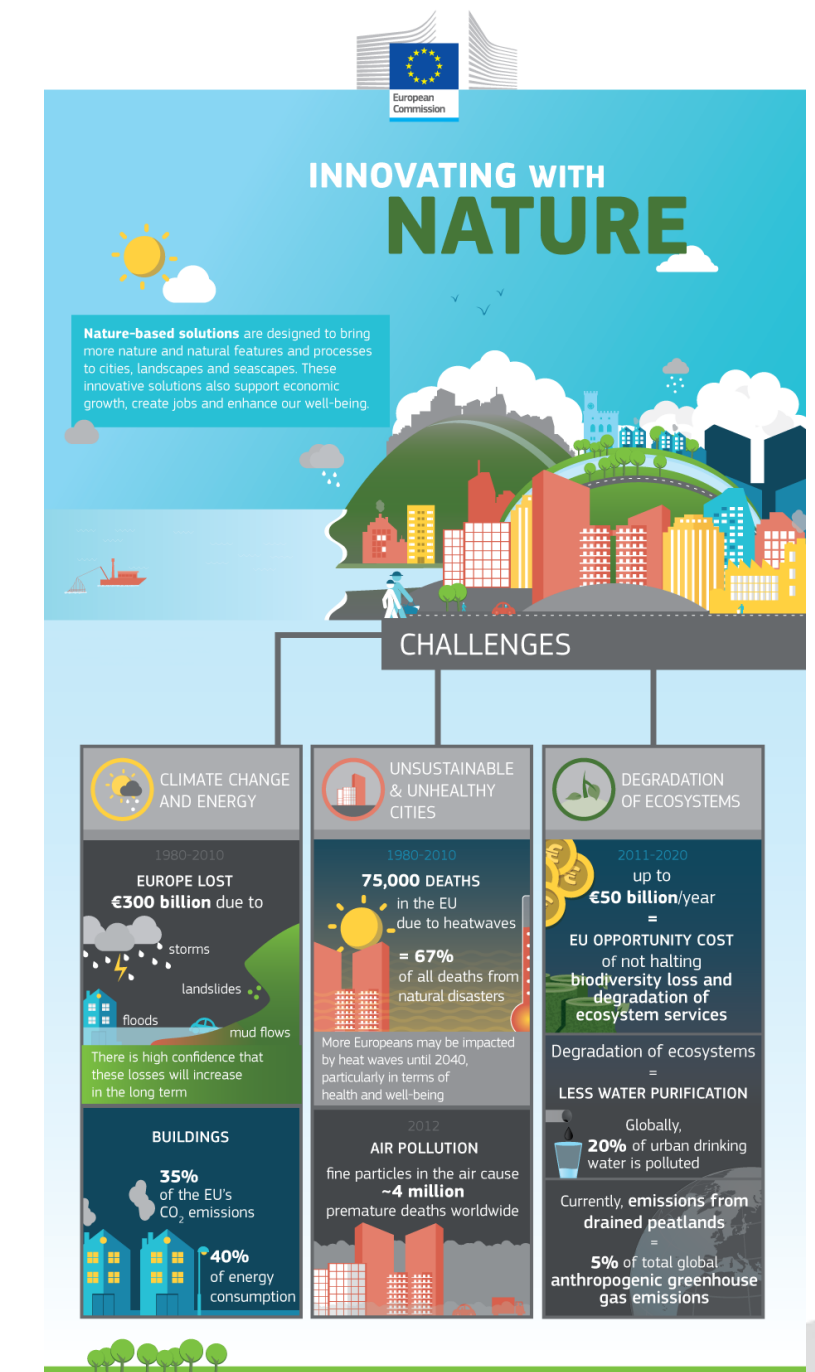 European
Commission
INNOVATING WITH
NATURE
Nature-based solutions are designed to bring
more nature and natural features and processes
to cities, landscapes and seascapes. These
innovative solutions also support economic
growth, create jobs and enhance our well-being.
CHALLENGES
CLIMATE CHANGE
AND ENERGY
1980-2010
EUROPE LOST
€300 billion due to
storms
landslides
floods
mud flows
There is high confidence that
these losses will increase
in the long term
BUILDINGS
35%
of the EU's
CO₂ emissions
40%
of energy
consumption
UNSUSTAINABLE
& UNHEALTHY
CITIES
1980-2010
75,000 DEATHS
in the EU
due to heatwaves
= 67%
of all deaths from
natural disasters
More Europeans may be impacted
by heat waves until 2040,
particularly in terms of
health and well-being
2012
AIR POLLUTION
fine particles in the air cause
~4 million
premature deaths worldwide
DEGRADATION
OF ECOSYSTEMS
€
€
€
2011-2020
up to
€50 billion/year
=
EU OPPORTUNITY COST
of not halting
biodiversity loss and
degradation of
ecosystem services
Degradation of ecosystems
=
LESS WATER PURIFICATION
Globally,
20% of urban drinking
water is polluted
Currently, emissions from
drained peatlands
=
5% of total global
anthropogenic greenhouse
gas emissions